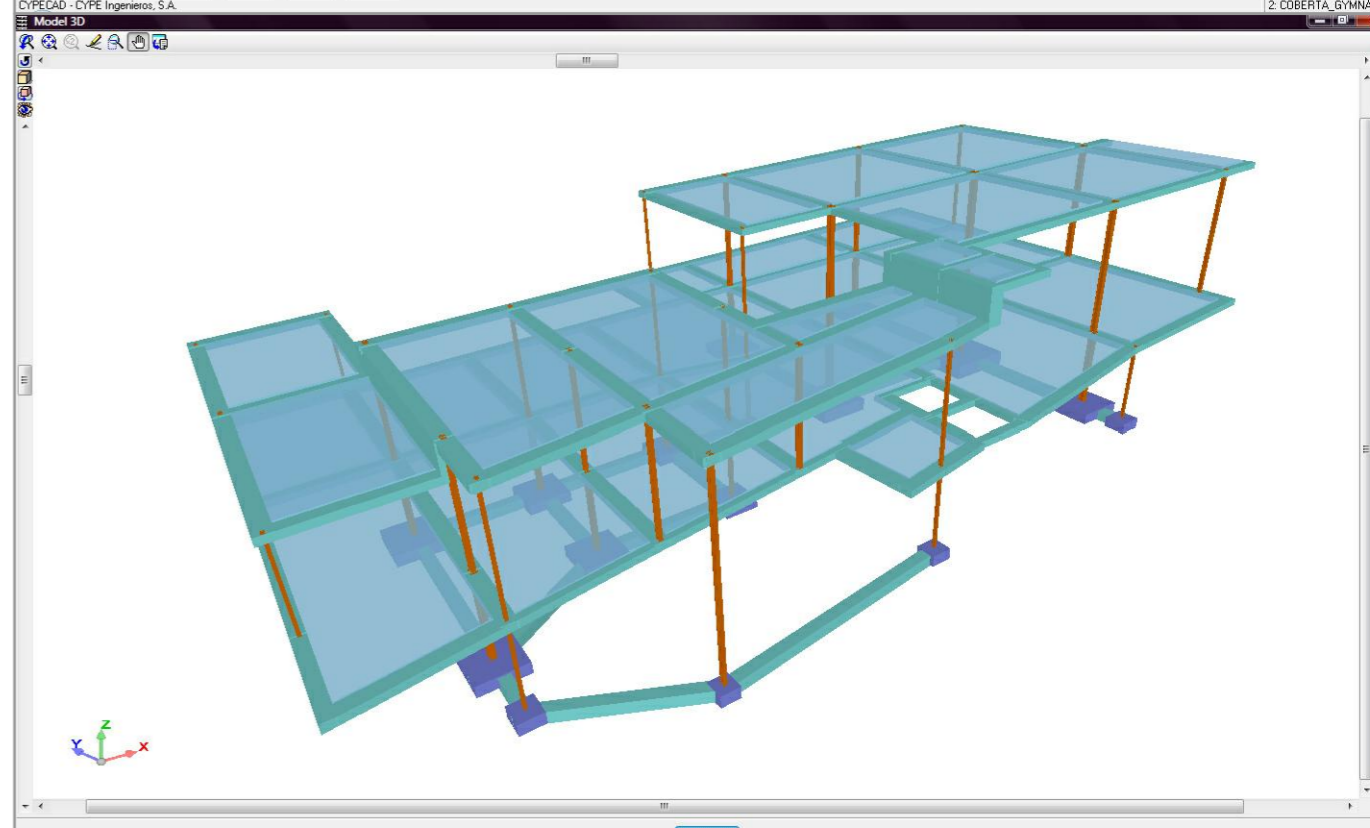 CYPECAD - CYPE Ingenieros, S.A.
2: COBERTA_GYMNA
Model 3D
Z
Y
X